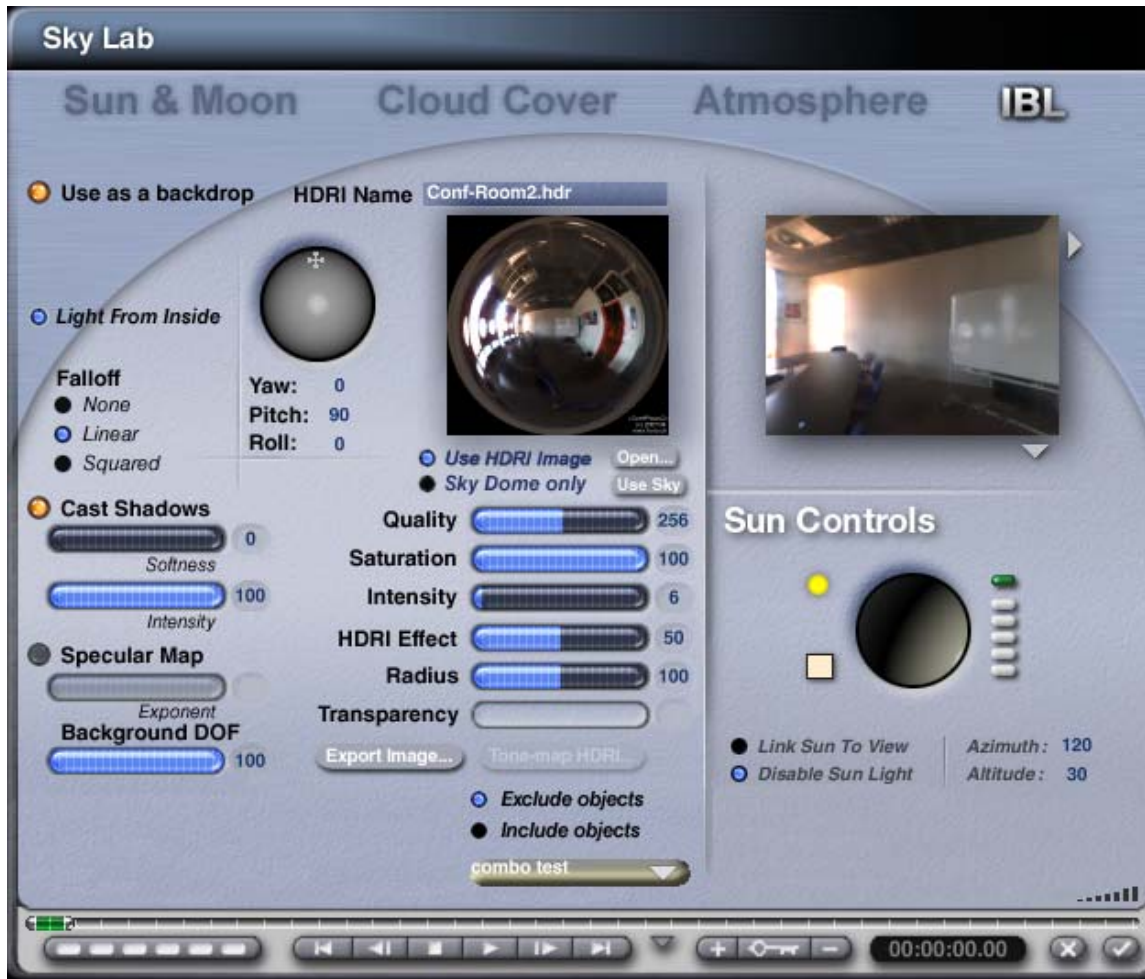 Sky Lab
Sun & Moon Cloud Cover Atmosphere IBL
Use as a backdrop HDRI Name Conf-Room2.hdr
Light From Inside
Falloff
None
Linear
Squared
Yaw: 0
Pitch: 90
Roll: 0
Use HDRI Image Open...
Sky Dome only Use Sky
Cast Shadows
0
Softness
100
Intensity
Specular Map
Exponent
Background DOF
100
Quality 256
Saturation 100
Intensity 6
HDRI Effect 50
Radius 100
Transparency
Export Image... Tone-map HDRI...
Exclude objects
Include objects
combo test
Sun Controls
Link Sun To View Azimuth: 120
Disable Sun Light Altitude: 30
00:00:00.00